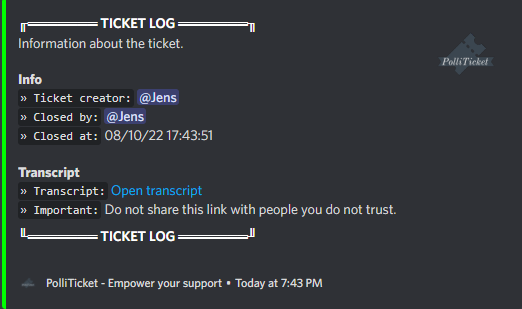 ╔════════ TICKET LOG ════════╗
Information about the ticket.
PolliTicket
Info
» Ticket creator: @Jens
» Closed by: @Jens
» Closed at: 08/10/22 17:43:51
Transcript
» Transcript: Open transcript
» Important: Do not share this link with people you do not trust.
╚════════ TICKET LOG ════════╝
PolliTicket - Empower your support • Today at 7:43 PM